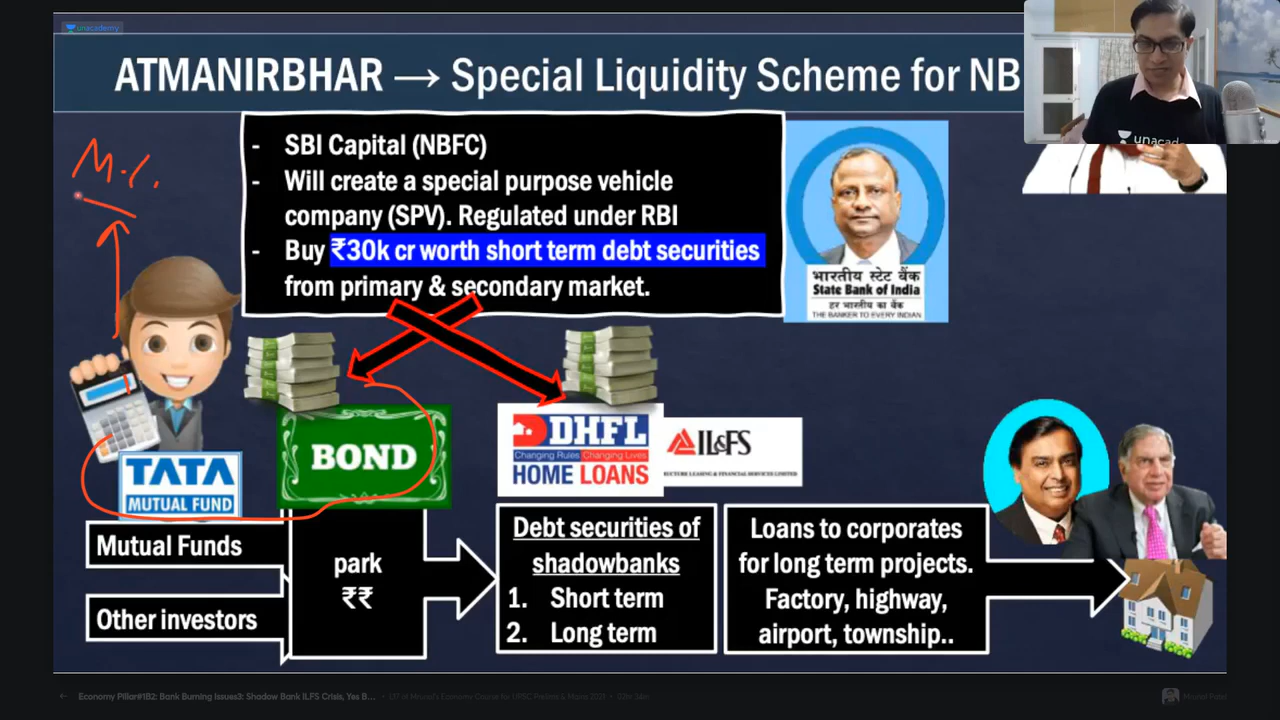 unacademy
ATMANIRBHAR → Special Liquidity Scheme for NB
unacademy
M.I.
- SBI Capital (NBFC)
- Will create a special purpose vehicle
company (SPV). Regulated under RBI
- Buy ₹30k cr worth short term debt securities
from primary & secondary market.
भारतीय स्टेट बैंक
State Bank of India
हर भारतीय का बैंक
THE BANKER TO EVERY INDIAN
TATA
MUTUAL FUND
BOND
DHFL
Changing Rules Changing Lives
HOME LOANS
IL&FS
Mutual Funds
Other investors
park
₹₹
Debt securities of
shadowbanks
1. Short term
2. Long term
Loans to corporates
for long term projects.
Factory, highway,
airport, township..
Economy Pillar#1B2: Bank Burning Issues3: Shadow Bank ILFS Crisis, Yes B...